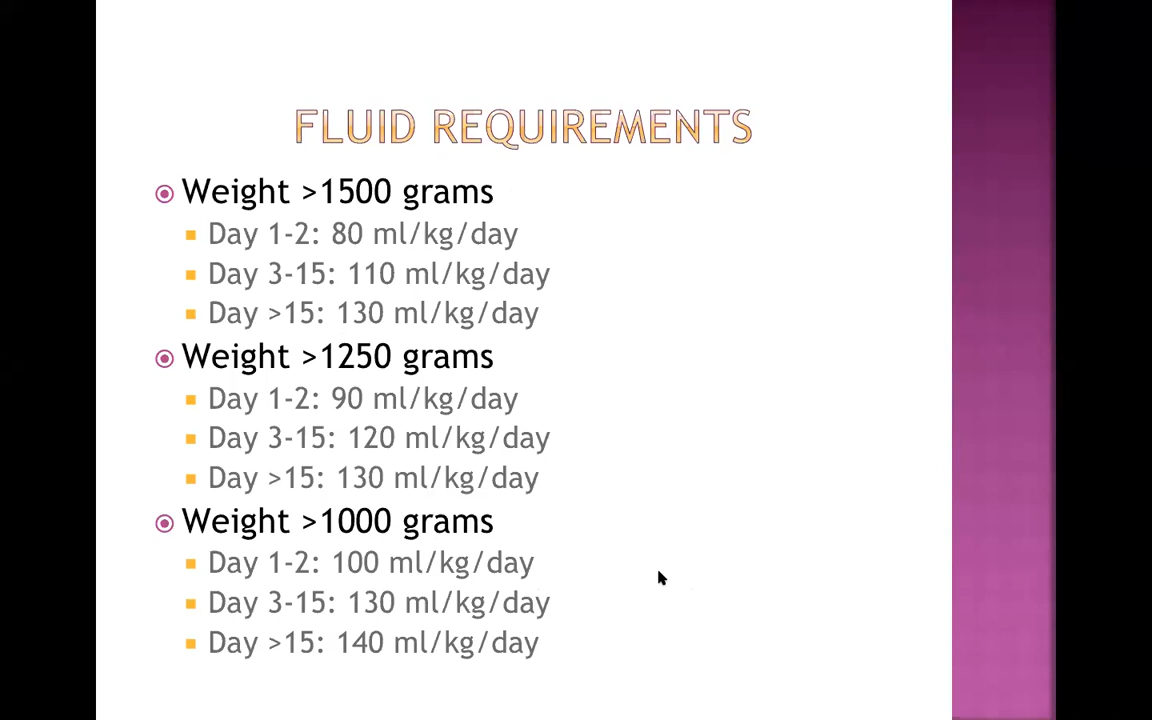 FLUID REQUIREMENTS
Weight >1500 grams
Day 1-2: 80 ml/kg/day
Day 3-15: 110 ml/kg/day
Day >15: 130 ml/kg/day
Weight >1250 grams
Day 1-2: 90 ml/kg/day
Day 3-15: 120 ml/kg/day
Day >15: 130 ml/kg/day
Weight >1000 grams
Day 1-2: 100 ml/kg/day
Day 3-15: 130 ml/kg/day
Day >15: 140 ml/kg/day